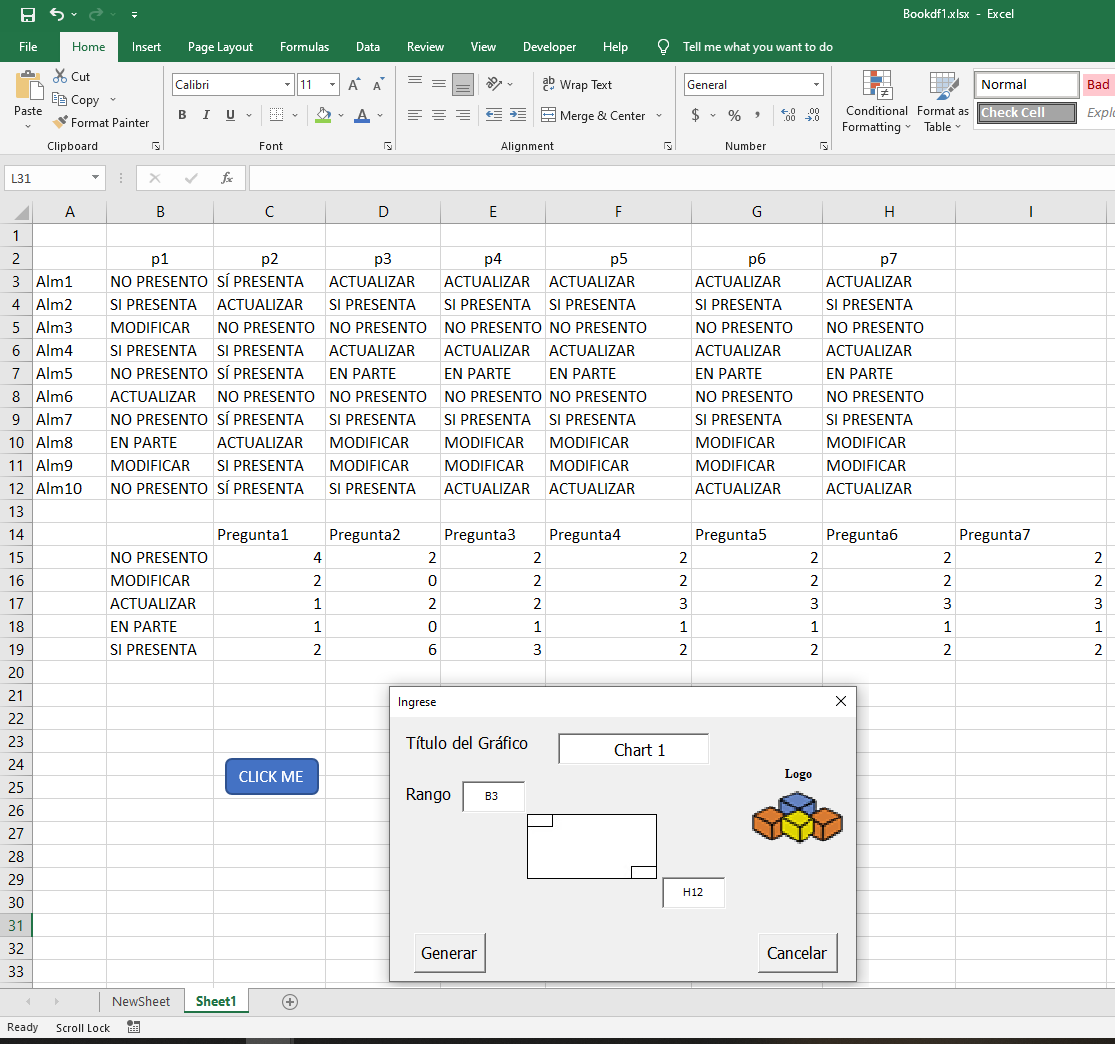 Bookdf1.xlsx - Excel
File Home Insert Page Layout Formulas Data Review View Developer Help Tell me what you want to do
Paste
Cut
Copy
Format Painter
Clipboard
Calibri 11 A A
B I U A
Font
ab Wrap Text
Merge & Center
Alignment
General
$ % , .00
Number
Conditional Formatting
Format as Table
Normal Bad
Check Cell Explo
L31 fx
A B C D E F G H I
1
2 p1 p2 p3 p4 p5 p6 p7
3 Alm1 NO PRESENTO SÍ PRESENTA ACTUALIZAR ACTUALIZAR ACTUALIZAR ACTUALIZAR ACTUALIZAR
4 Alm2 SI PRESENTA ACTUALIZAR SI PRESENTA SI PRESENTA SI PRESENTA SI PRESENTA SI PRESENTA
5 Alm3 MODIFICAR NO PRESENTO NO PRESENTO NO PRESENTO NO PRESENTO NO PRESENTO NO PRESENTO
6 Alm4 SI PRESENTA SI PRESENTA ACTUALIZAR ACTUALIZAR ACTUALIZAR ACTUALIZAR ACTUALIZAR
7 Alm5 NO PRESENTO SÍ PRESENTA EN PARTE EN PARTE EN PARTE EN PARTE EN PARTE
8 Alm6 ACTUALIZAR NO PRESENTO NO PRESENTO NO PRESENTO NO PRESENTO NO PRESENTO NO PRESENTO
9 Alm7 NO PRESENTO SÍ PRESENTA SI PRESENTA SI PRESENTA SI PRESENTA SI PRESENTA SI PRESENTA
10 Alm8 EN PARTE ACTUALIZAR MODIFICAR MODIFICAR MODIFICAR MODIFICAR MODIFICAR
11 Alm9 MODIFICAR SI PRESENTA MODIFICAR MODIFICAR MODIFICAR MODIFICAR MODIFICAR
12 Alm10 NO PRESENTO SÍ PRESENTA SI PRESENTA ACTUALIZAR ACTUALIZAR ACTUALIZAR ACTUALIZAR
13
14 Pregunta1 Pregunta2 Pregunta3 Pregunta4 Pregunta5 Pregunta6 Pregunta7
15 NO PRESENTO 4 2 2 2 2 2 2
16 MODIFICAR 2 0 2 2 2 2 2
17 ACTUALIZAR 1 2 2 3 3 3 3
18 EN PARTE 1 0 1 1 1 1 1
19 SI PRESENTA 2 6 3 2 2 2 2
20
21
22
23
24
25
26
27
28
29
30
31
32
33
CLICK ME
Ingrese
Título del Gráfico Chart 1
Logo
Rango B3
H12
Generar Cancelar
NewSheet Sheet1
Ready Scroll Lock